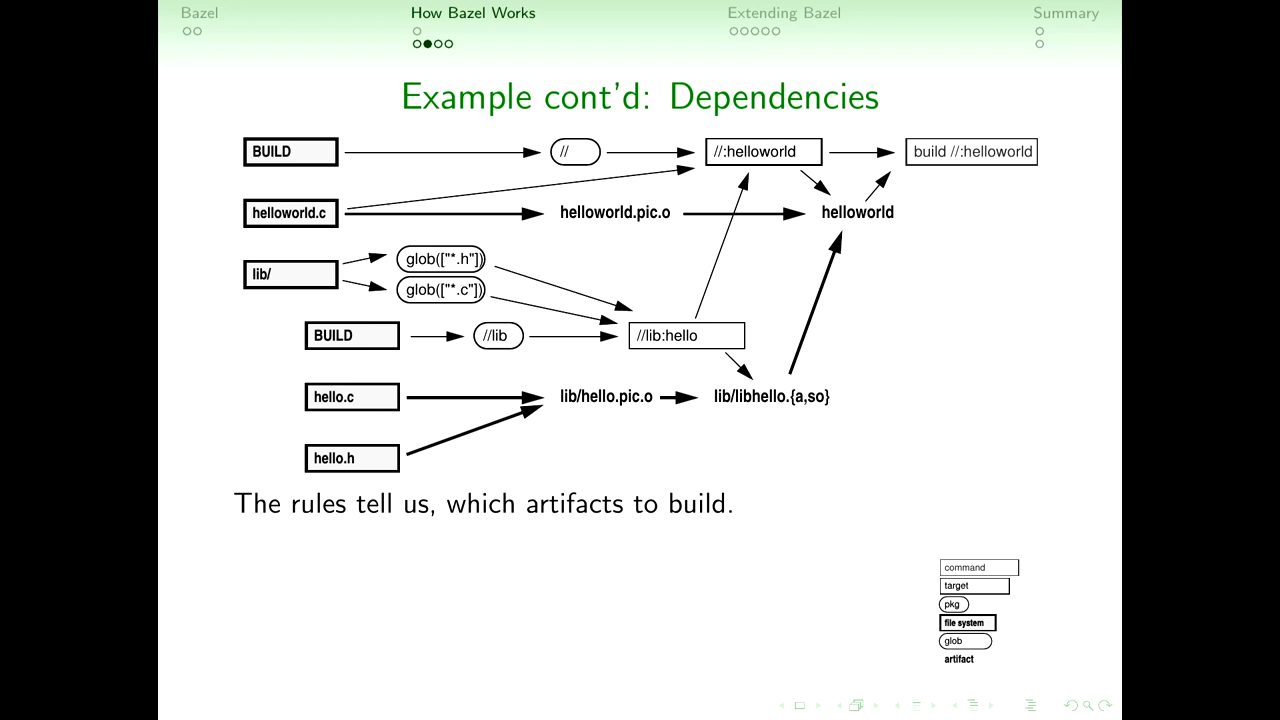 Bazel How Bazel Works Extending Bazel Summary
Example cont'd: Dependencies
BUILD // //:helloworld build //:helloworld
helloworld.c helloworld.pic.o helloworld
glob(["*.h"])
lib/
glob(["*.c"])
BUILD //lib //lib:hello
hello.c lib/hello.pic.o lib/libhello.{a,so}
hello.h
The rules tell us, which artifacts to build.
command
target
pkg
file system
glob
artifact